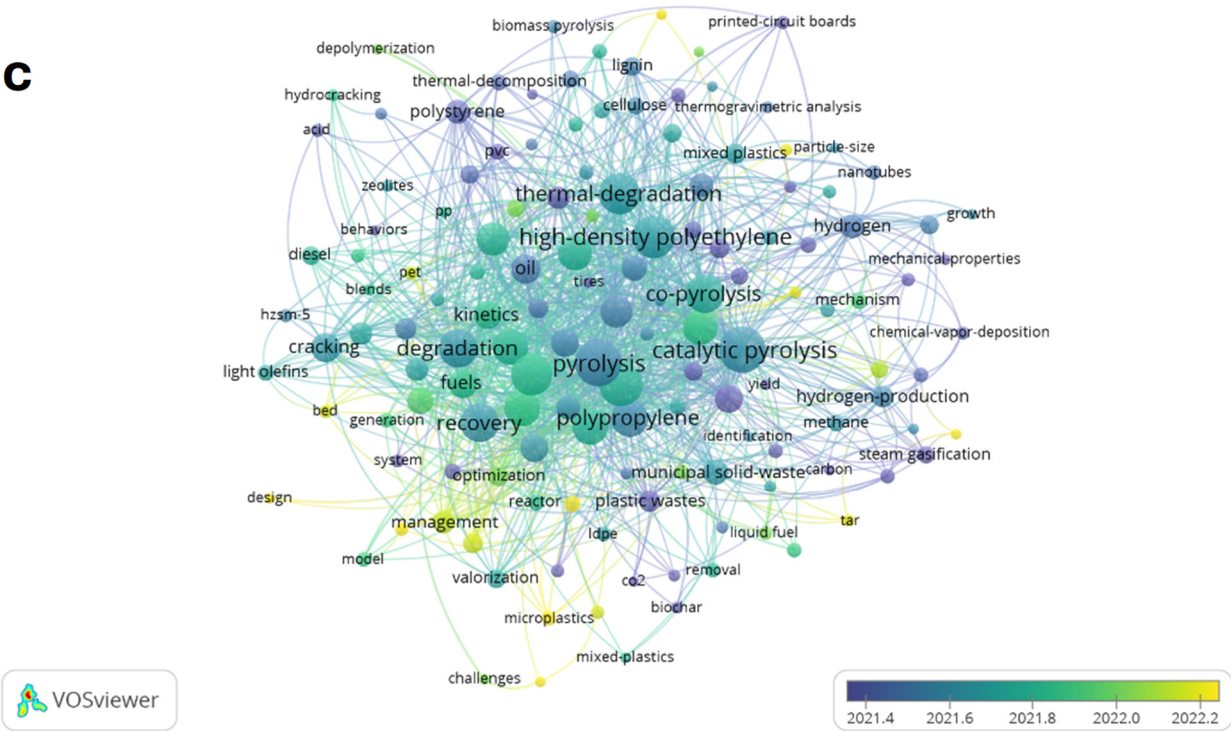 c
biomass pyrolysis
printed-circuit boards
depolymerization
lignin
thermal-decomposition
hydrocracking
cellulose
thermogravimetric analysis
polystyrene
acid
pvc
mixed plastics
particle-size
nanotubes
zeolites
thermal-degradation
pp
growth
behaviors
hydrogen
high-density polyethylene
diesel
mechanical-properties
oil
pet
tires
blends
co-pyrolysis
mechanism
hzsm-5
kinetics
chemical-vapor-deposition
cracking
degradation
catalytic pyrolysis
pyrolysis
light olefins
fuels
yield
hydrogen-production
bed
generation
recovery
polypropylene
methane
identification
system
steam gasification
optimization
municipal solid-waste
carbon
design
reactor
plastic wastes
management
tar
ldpe
liquid fuel
model
valorization
co2
removal
biochar
microplastics
mixed-plastics
challenges
VOSviewer
2021.4 2021.6 2021.8 2022.0 2022.2